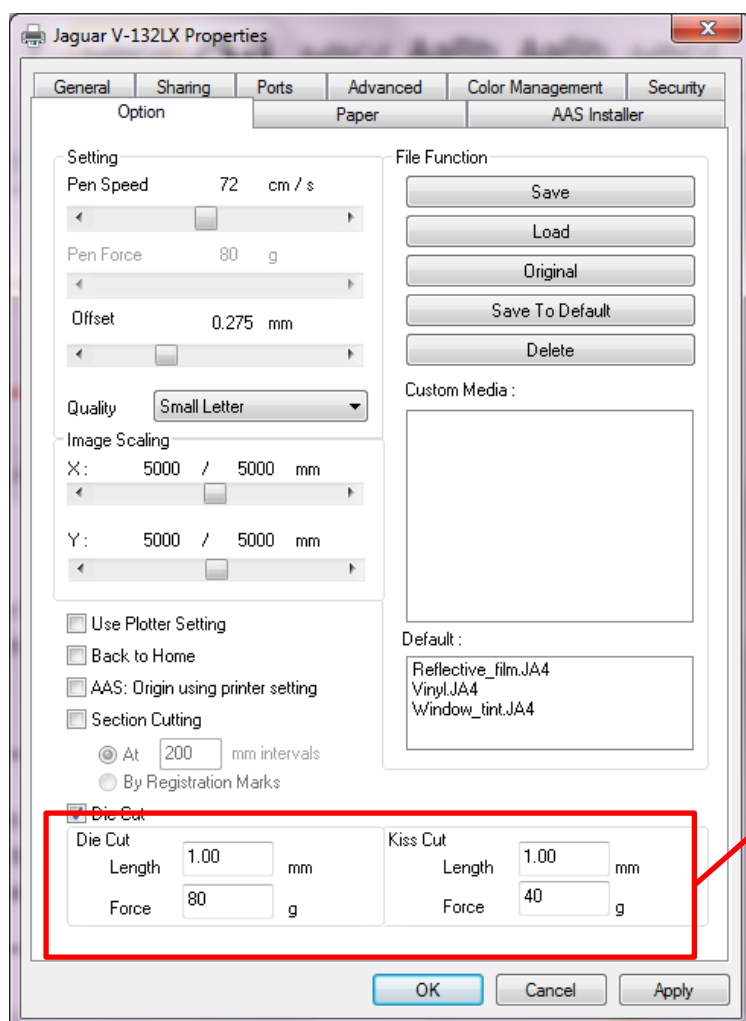 Jaguar V-132LX Properties
General Sharing Ports Advanced Color Management Security
Option Paper AAS Installer
Setting
Pen Speed 72 cm / s
Pen Force 80 g
Offset 0.275 mm
Quality Small Letter
Image Scaling
X : 5000 / 5000 mm
Y : 5000 / 5000 mm
Use Plotter Setting
Back to Home
AAS: Origin using printer setting
Section Cutting
At 200 mm intervals
By Registration Marks
File Function
Save
Load
Original
Save To Default
Delete
Custom Media :
Default :
Reflective_film.JA4
Vinyl.JA4
Window_tint.JA4
Die Cut
Die Cut
Length 1.00 mm
Force 80 g
Kiss Cut
Length 1.00 mm
Force 40 g
OK Cancel Apply